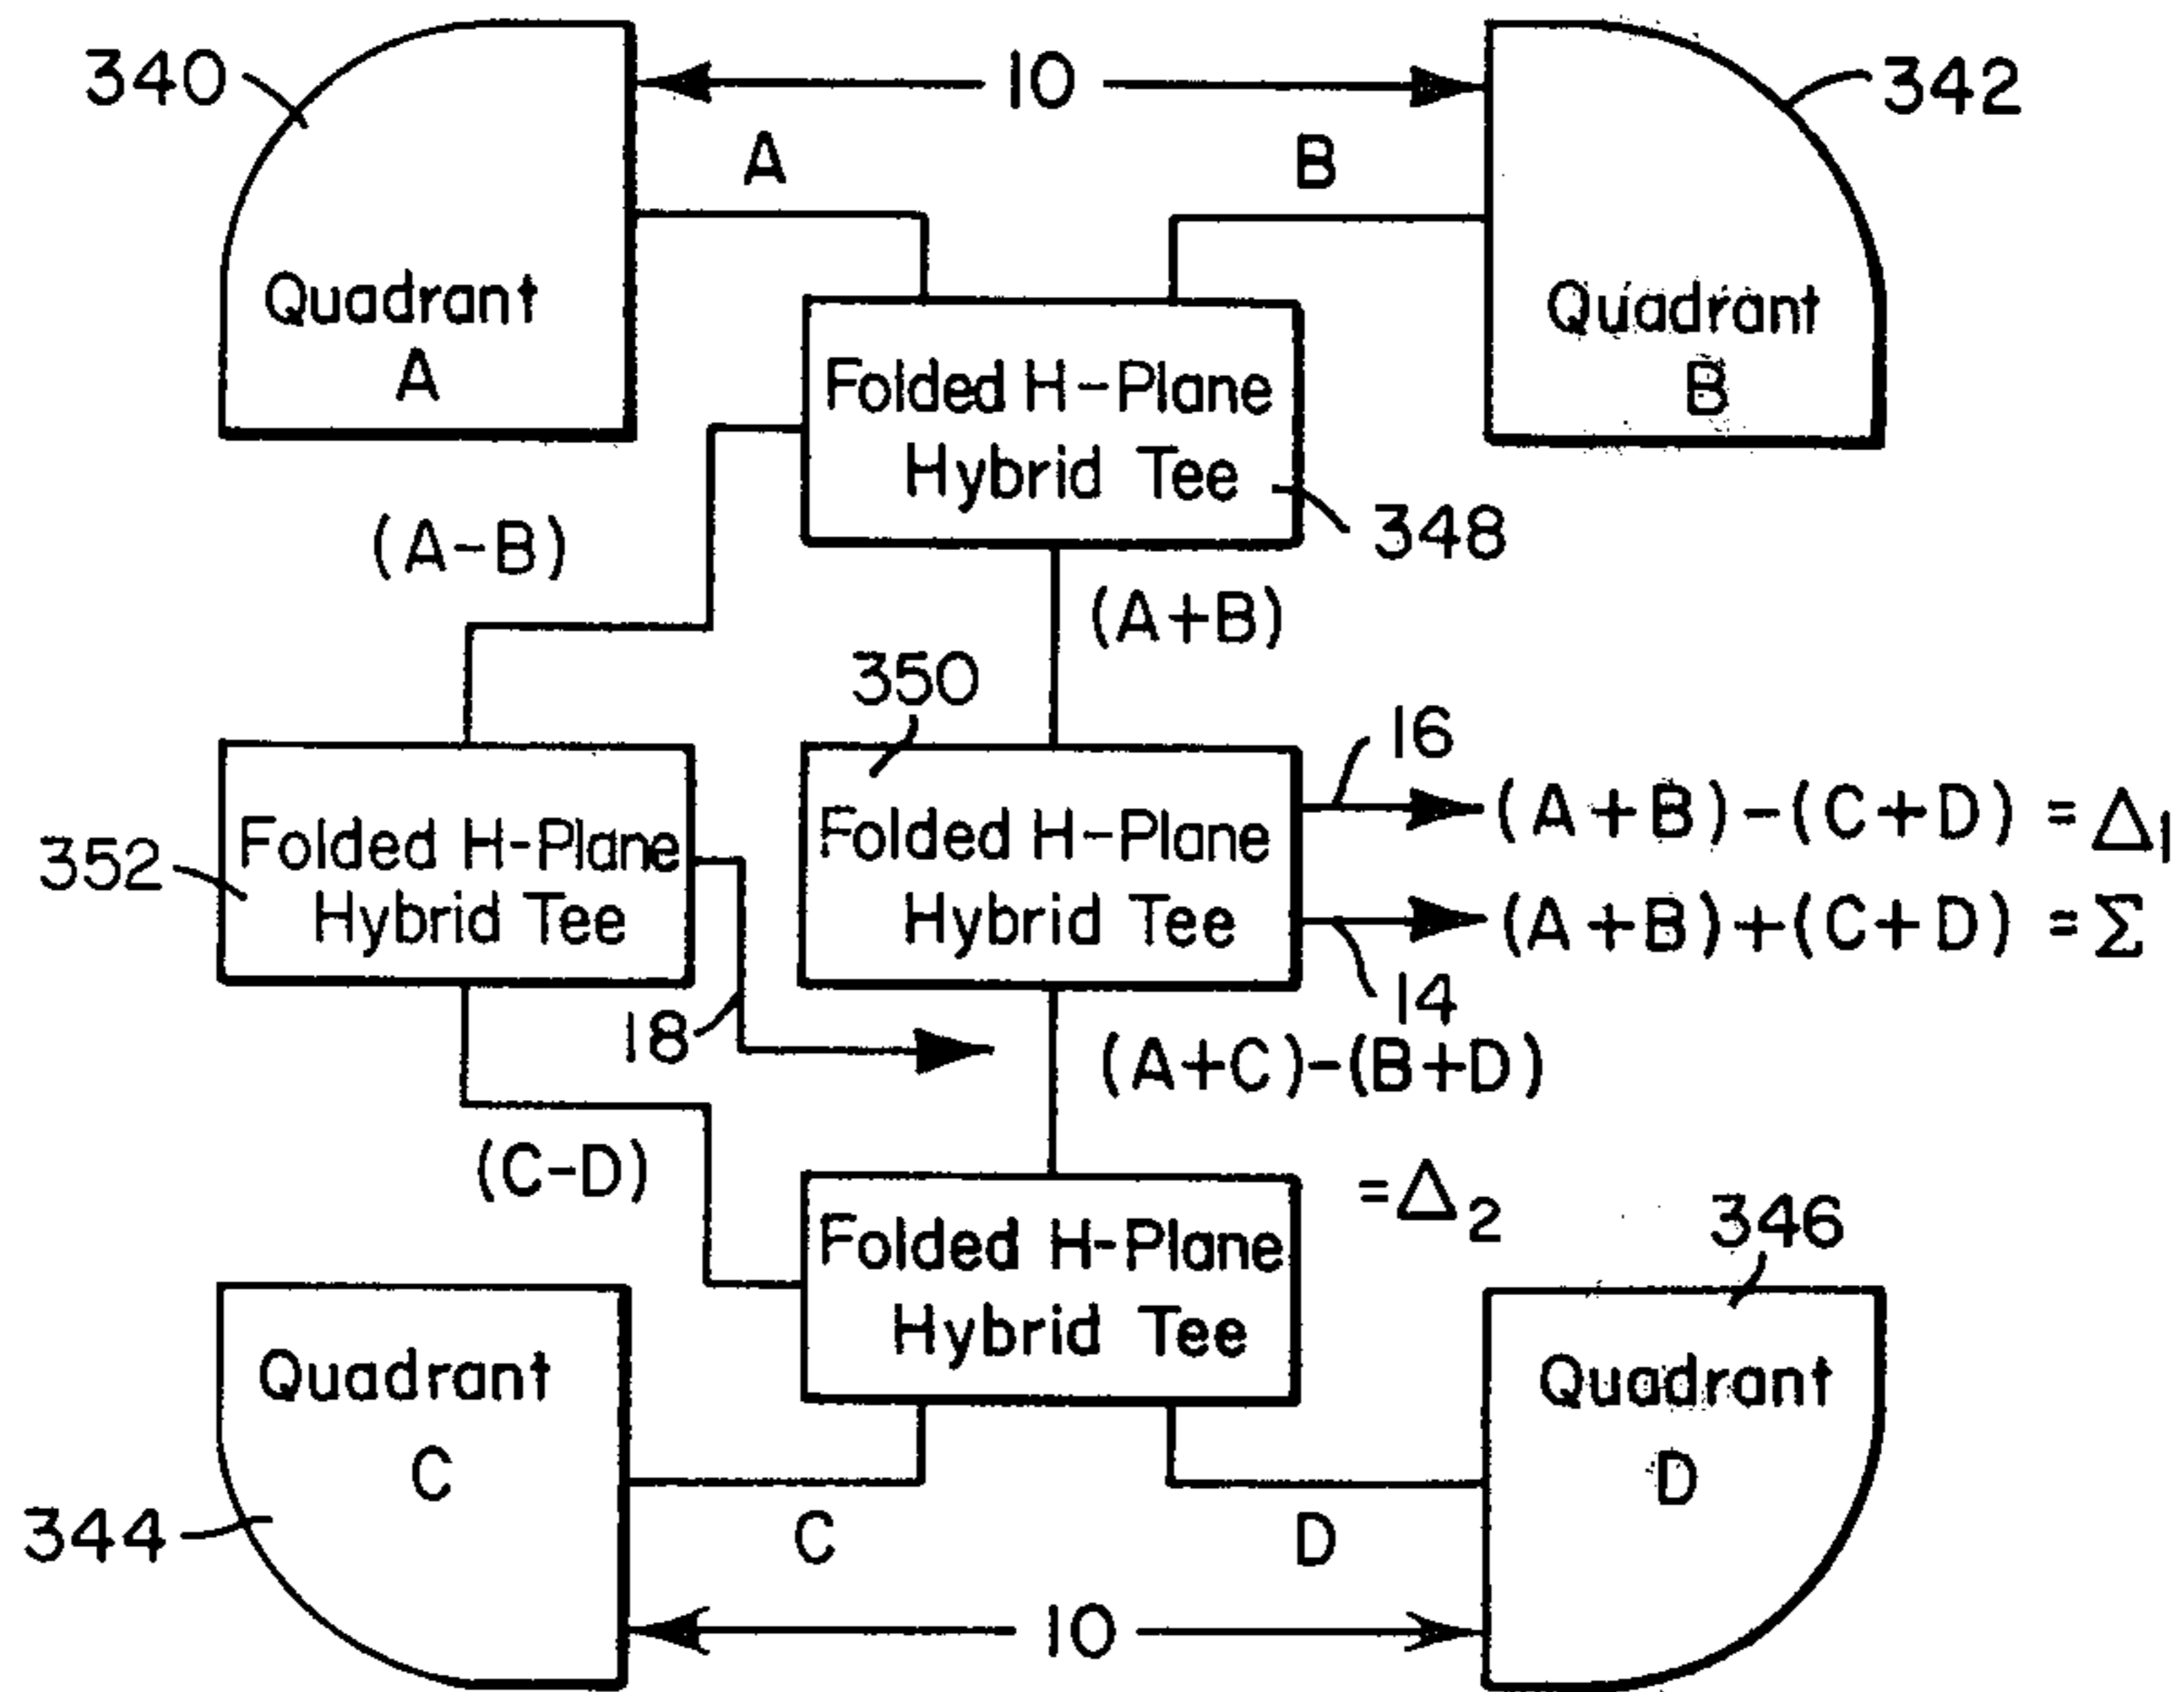 340
10
342
A
B
Quadrant
A
Quadrant
B
Folded H-Plane
Hybrid Tee
348
(A-B)
(A+B)
350
16
(A+B)-(C+D) = Δ1
352
Folded H-Plane
Hybrid Tee
Folded H-Plane
Hybrid Tee
(A+B)+(C+D) = Σ
14
18
(A+C)-(B+D)
(C-D)
=Δ2
346
Folded H-Plane
Hybrid Tee
Quadrant
C
Quadrant
D
344
C
D
10